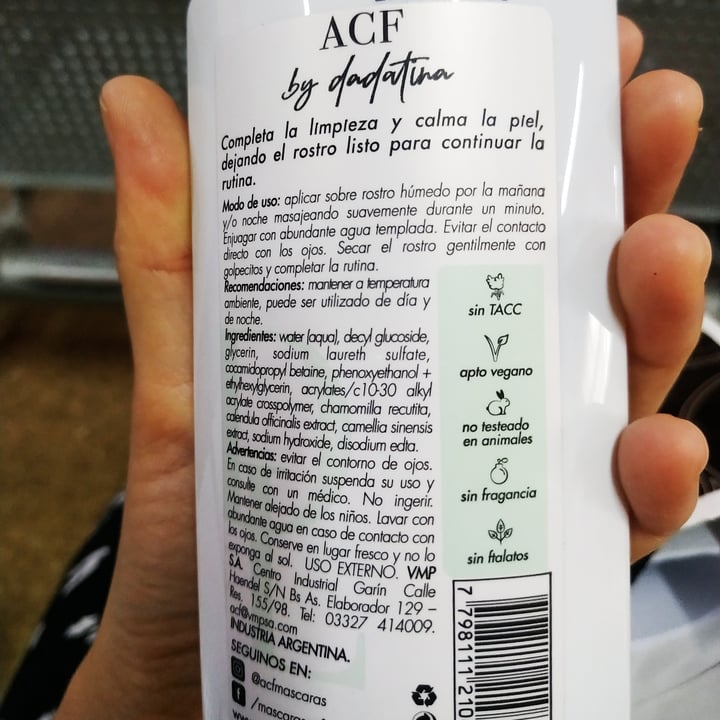 ACF
by dadatina
Completa la limpieza y calma la piel,
dejando el rostro listo para continuar la
rutina.
Modo de uso: aplicar sobre rostro húmedo por la mañana
y/o noche masajeando suavemente durante un minuto.
Enjuagar con abundante agua templada. Evitar el contacto
directo con los ojos. Secar el rostro gentilmente con
golpecitos y completar la rutina.
Recomendaciones: mantener a temperatura
ambiente, puede ser utilizado de día y
de noche.
Ingredientes: water (aqua), decyl glucoside,
glycerin, sodium laureth sulfate,
cocamidopropyl betaine, phenoxyethanol +
ethylhexylglycerin, acrylates/c10-30 alkyl
acrylate crosspolymer, chamomilla recutita,
calendula officinalis extract, camellia sinensis
extract, sodium hydroxide, disodium edta.
Advertencias: evitar el contorno de ojos.
En caso de irritación suspenda su uso y
consulte con un médico. No ingerir.
Mantener alejado de los niños. Lavar con
abundante agua en caso de contacto con
los ojos. Conserve en lugar fresco y no lo
exponga al sol. USO EXTERNO. VMP
S.A. Centro Industrial Garín Calle
Haendel S/N Bs As. Elaborador 129 –
Res. 155/98. Tel: 03327 414009.
acf@vmpsa.com
INDUSTRIA ARGENTINA.
SEGUINOS EN:
@acfmascaras
sin TACC
apto vegano
no testeado
en animales
sin fragancia
sin ftalatos
7 798111 210